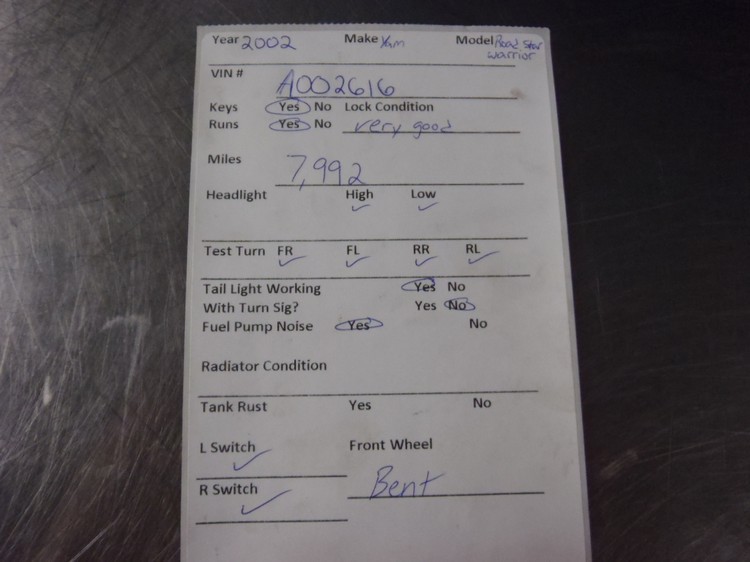 Year 2002 Make Yam Model Road Star
Warrior
VIN # A002616
Keys Yes No Lock Condition
Runs Yes No very good
Miles 7,992
Headlight High Low
Test Turn FR FL RR RL
Tail Light Working Yes No
With Turn Sig? Yes No
Fuel Pump Noise Yes No
Radiator Condition
Tank Rust Yes No
L Switch Front Wheel
R Switch Bent